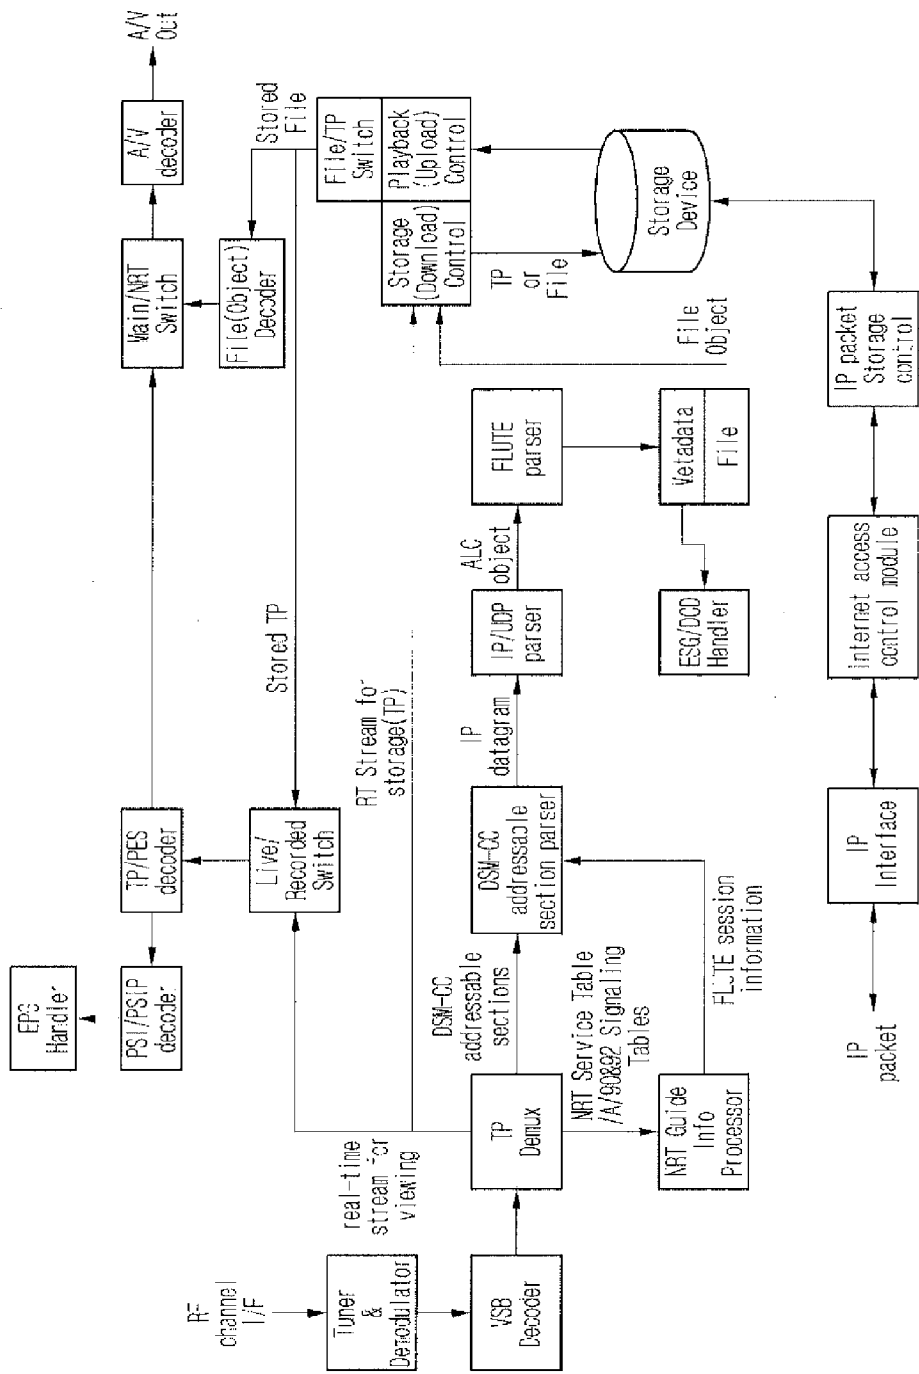 RF
channel
I/F
Tuner
&
Demodulator
VSB
Decoder
TP
Demux
real-time
stream for
viewing
RT Stream for
storage(TP)
DSM-CC
addressable
sections
NRT Service Table
/A/90&92 Signaling
Tables
NRT Guide
Info
Processor
FLUTE session
information
DSM-CC
addressable
section parser
IP
datagram
IP/UDP
parser
ALC
object
FLUTE
parser
Metadata
File
ESG/DCD
Handler
EPG
Handler
PSI/PSIP
decoder
TP/PES
decoder
Live/
Recorded
Switch
Stored TP
Main/NRT
Switch
File(Object)
Decoder
A/V
decoder
A/V
Out
Stored
File
File/TP
Switch
Storage
(Download)
Control
Playback
(Upload)
Control
TP
or
File
File
Object
Storage
Device
IP
packet
IP
Interface
internet access
control module
IP packet
Storage
control